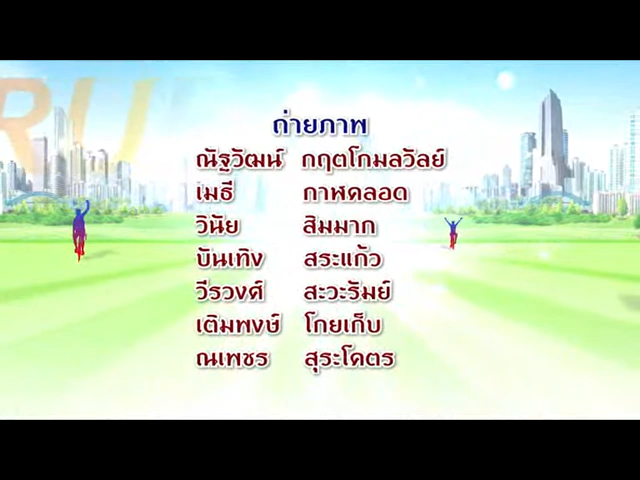 RU
ถ่ายภาพ
ณัฐวัฒน์ กฤตโกมลวัลย์
เมธี กาฬคลอด
วินัย สิมมาก
บันเทิง สระแก้ว
วีรวงศ์ สะวะรัมย์
เติมพงษ์ โกยเก็บ
ณเพชร สุระโคตร